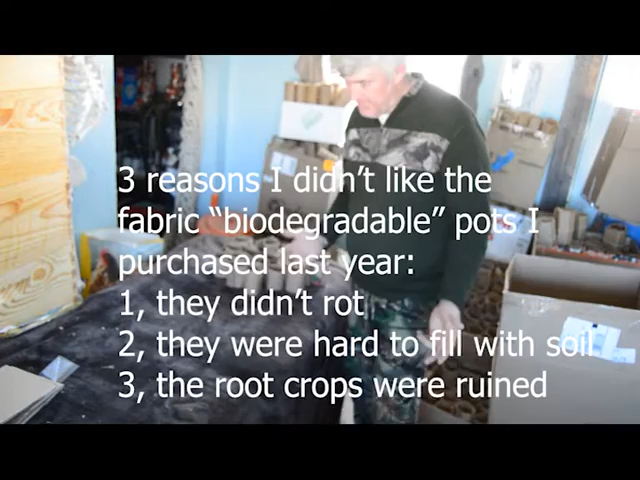 3 reasons I didn't like the
fabric “biodegradable” pots I
purchased last year:
1, they didn't rot
2, they were hard to fill with soil
3, the root crops were ruined